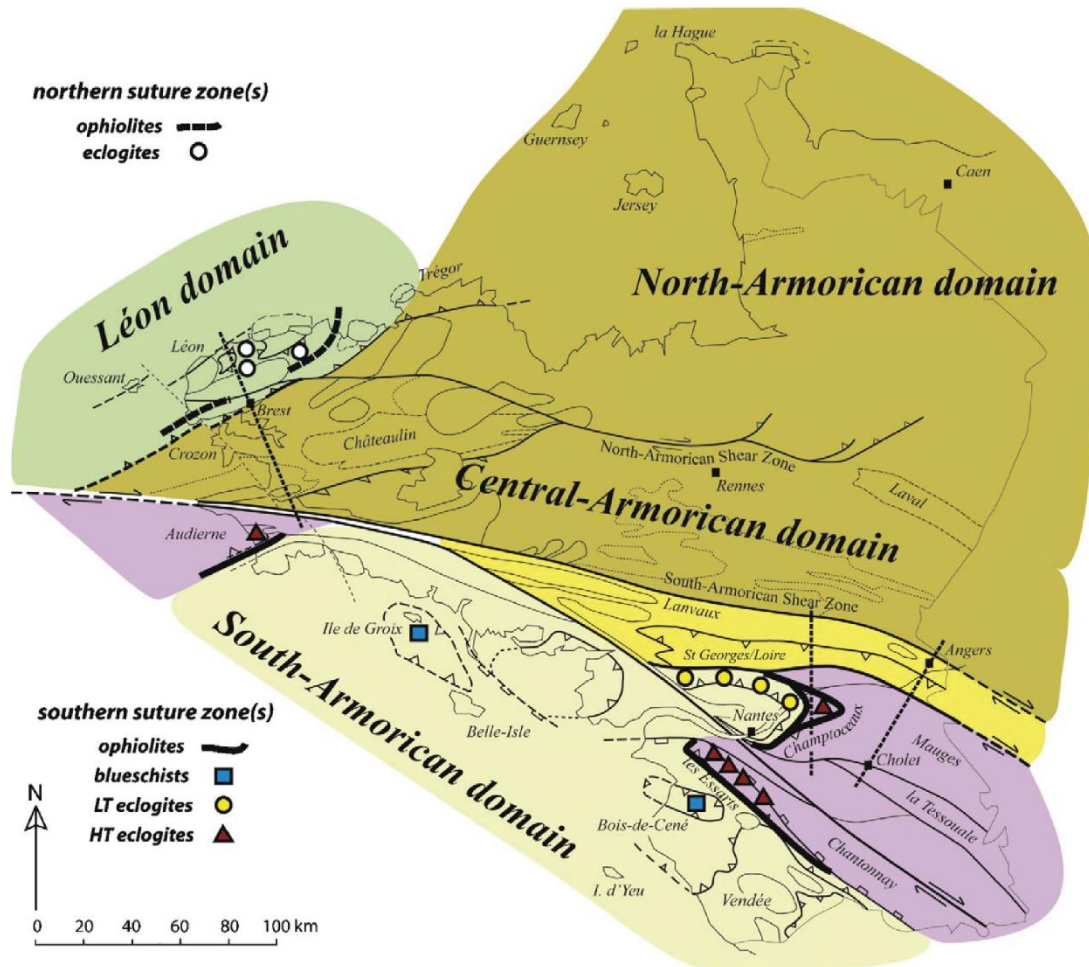 la Hague
northern suture zone(s)
ophiolites
eclogites
Guernsey
Caen
Jersey
Léon domain
Trégor
North-Armorican domain
Léon
Ouessant
Brest
Châteaulin
Crozon
North-Armorican Shear Zone
Rennes
Laval
Central-Armorican domain
Audierne
South-Armorican Shear Zone
Lanvaux
Ile de Groix
St Georges/Loire
Angers
South-Armorican domain
southern suture zone(s)
ophiolites
blueschists
LT eclogites
HT eclogites
Belle-Isle
Nantes
Champtoceaux
Mauges
Cholet
les Essarts
la Tessouale
Bois-de-Cené
Chantonnay
I. d'Yeu
Vendée
N
0 20 40 60 80 100 km